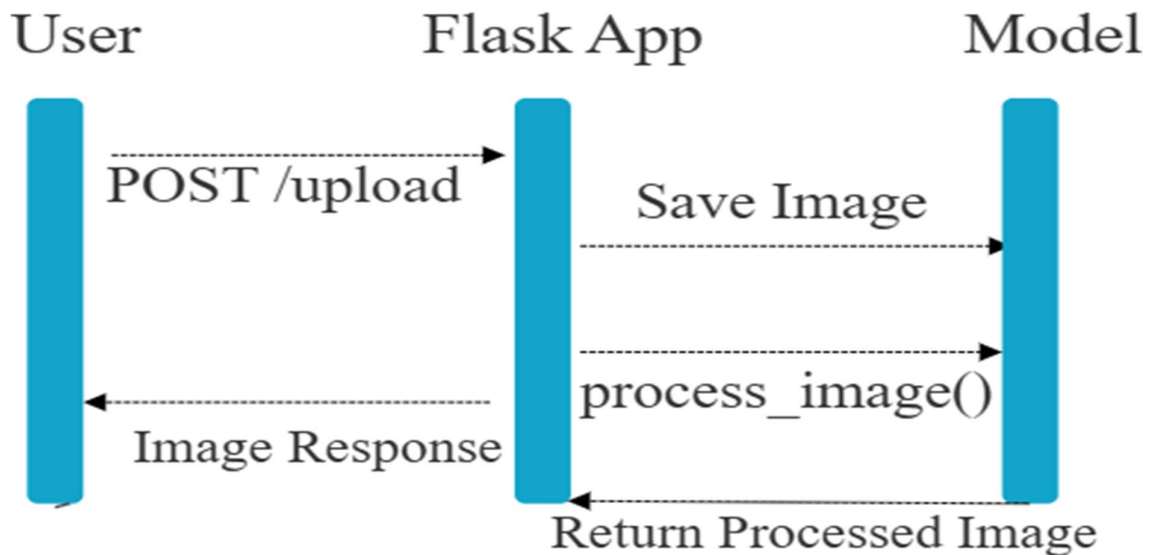 User
Flask App
Model
POST /upload
Save Image
process_image()
Image Response
Return Processed Image